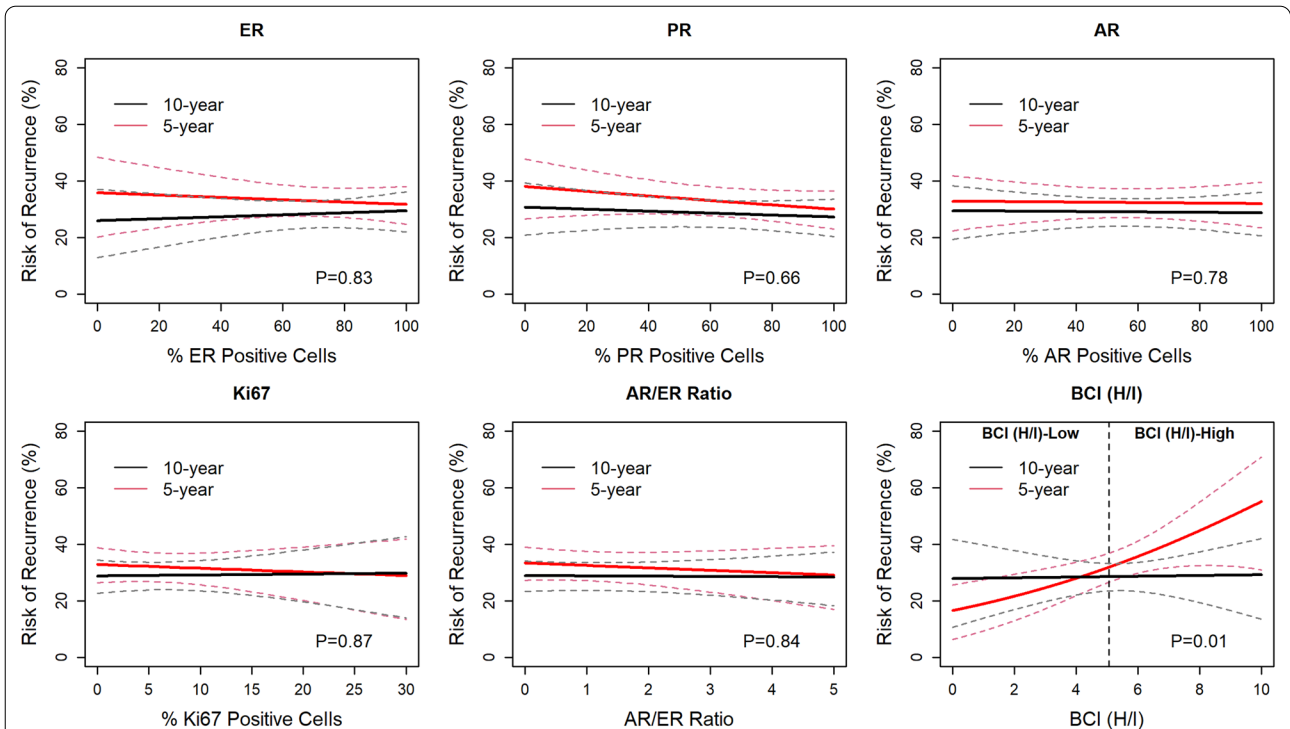 ER
Risk of Recurrence (%)
80
60
40
20
0
10-year
5-year
P=0.83
0 20 40 60 80 100
% ER Positive Cells
PR
Risk of Recurrence (%)
80
60
40
20
0
10-year
5-year
P=0.66
0 20 40 60 80 100
% PR Positive Cells
AR
Risk of Recurrence (%)
80
60
40
20
0
10-year
5-year
P=0.78
0 20 40 60 80 100
% AR Positive Cells
Ki67
Risk of Recurrence (%)
80
60
40
20
0
10-year
5-year
P=0.87
0 5 10 15 20 25 30
% Ki67 Positive Cells
AR/ER Ratio
Risk of Recurrence (%)
80
60
40
20
0
10-year
5-year
P=0.84
0 1 2 3 4 5
AR/ER Ratio
BCI (H/I)
Risk of Recurrence (%)
80
60
40
20
0
BCI (H/I)-Low BCI (H/I)-High
10-year
5-year
P=0.01
0 2 4 6 8 10
BCI (H/I)